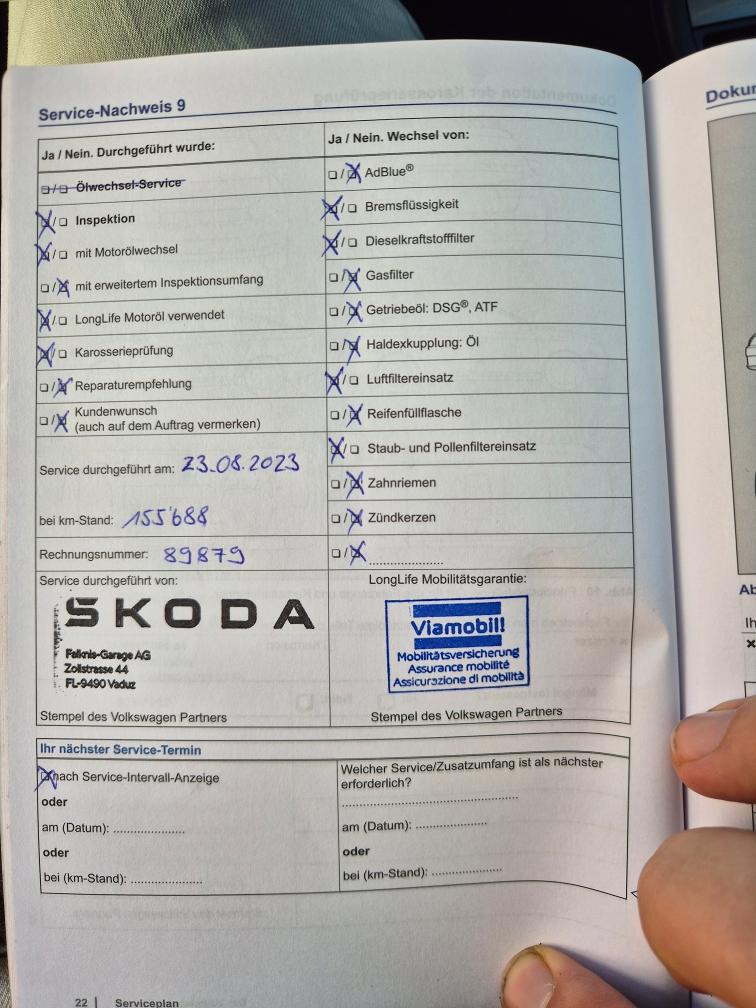 Service-Nachweis 9
Ja / Nein. Durchgeführt wurde:
☐/☐ Ölwechsel-Service
☒/☐ Inspektion
☒/☐ mit Motorölwechsel
☐/☒ mit erweitertem Inspektionsumfang
☒/☐ LongLife Motoröl verwendet
☒/☐ Karosserieprüfung
☐/☒ Reparaturempfehlung
☐/☒ Kundenwunsch
(auch auf dem Auftrag vermerken)
Service durchgeführt am: 23.08.2023
bei km-Stand: 155'688
Rechnungsnummer: 89879
Service durchgeführt von:
SKODA
Falknis-Garage AG
Zollstrasse 44
FL-9490 Vaduz
Stempel des Volkswagen Partners
Ja / Nein. Wechsel von:
☐/☒ AdBlue®
☒/☐ Bremsflüssigkeit
☒/☐ Dieselkraftstofffilter
☐/☒ Gasfilter
☐/☒ Getriebeöl: DSG®, ATF
☐/☒ Haldexkupplung: Öl
☒/☐ Luftfiltereinsatz
☐/☒ Reifenfüllflasche
☒/☐ Staub- und Pollenfiltereinsatz
☐/☒ Zahnriemen
☐/☒ Zündkerzen
☐/☒ ......................
LongLife Mobilitätsgarantie:
Viamobil!
Mobilitätsversicherung
Assurance mobilité
Assicurazione di mobilità
Stempel des Volkswagen Partners
Ihr nächster Service-Termin
☒ nach Service-Intervall-Anzeige
oder
am (Datum): ......................
oder
bei (km-Stand): ......................
Welcher Service/Zusatzumfang ist als nächster
erforderlich?
......................................................
am (Datum): ......................
oder
bei (km-Stand): ......................
22 | Serviceplan
Dokur
Ab
Ih